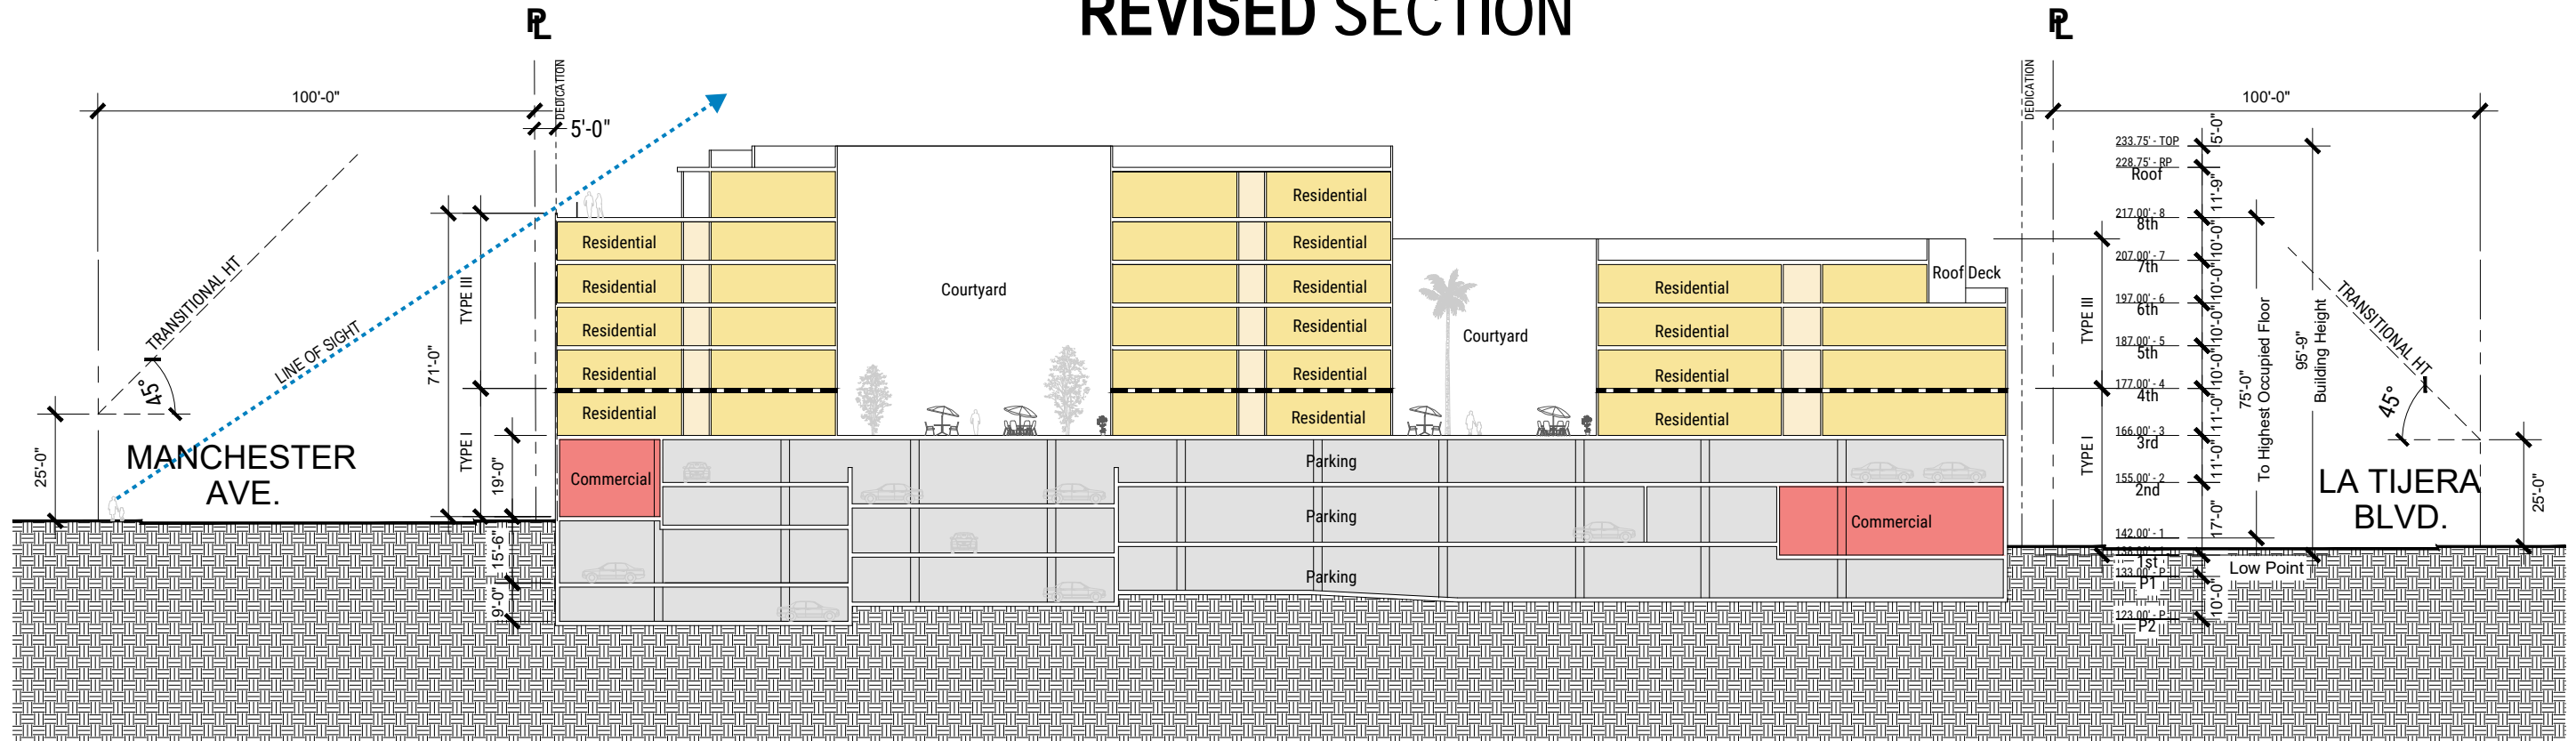 REVISED SECTION
PL
PL
DEDICATION
DEDICATION
100'-0"
100'-0"
5'-0"
TRANSITIONAL HT
45°
LINE OF SIGHT
MANCHESTER
AVE.
25'-0"
71'-0"
TYPE III
TYPE I
19'-0"
15'-6"
9'-0"
Residential
Residential
Residential
Residential
Residential
Commercial
Courtyard
Residential
Residential
Residential
Residential
Residential
Residential
Courtyard
Residential
Residential
Residential
Residential
Roof Deck
Parking
Parking
Parking
Commercial
TYPE III
TYPE I
233.75' - TOP
228.75' - RP
Roof
217.00' - 8
8th
207.00' - 7
7th
197.00' - 6
6th
187.00' - 5
5th
177.00' - 4
4th
166.00' - 3
3rd
155.00' - 2
2nd
142.00' - 1
1st
133.00' - P
P1
123.00' - P
P2
5'-0"
11'-9"
10'-0"
10'-0"
10'-0"
10'-0"
11'-0"
11'-0"
17'-0"
10'-0"
75'-0"
To Highest Occupied Floor
95'-9"
Building Height
Low Point
TRANSITIONAL HT
45°
LA TIJERA
BLVD.
25'-0"